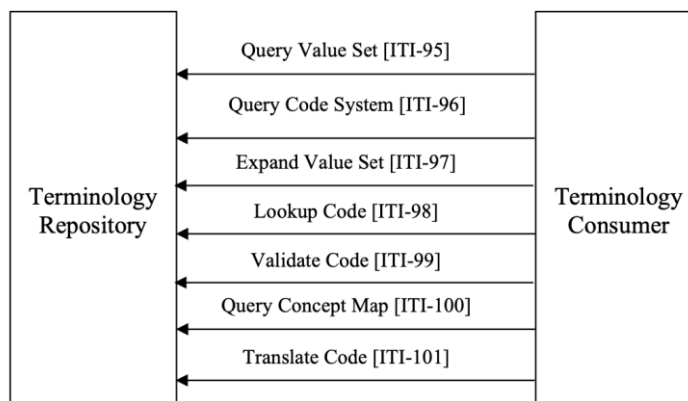 Query Value Set [ITI-95]
Query Code System [ITI-96]
Expand Value Set [ITI-97]
Terminology
Repository
Terminology
Consumer
Lookup Code [ITI-98]
Validate Code [ITI-99]
Query Concept Map [ITI-100]
Translate Code [ITI-101]